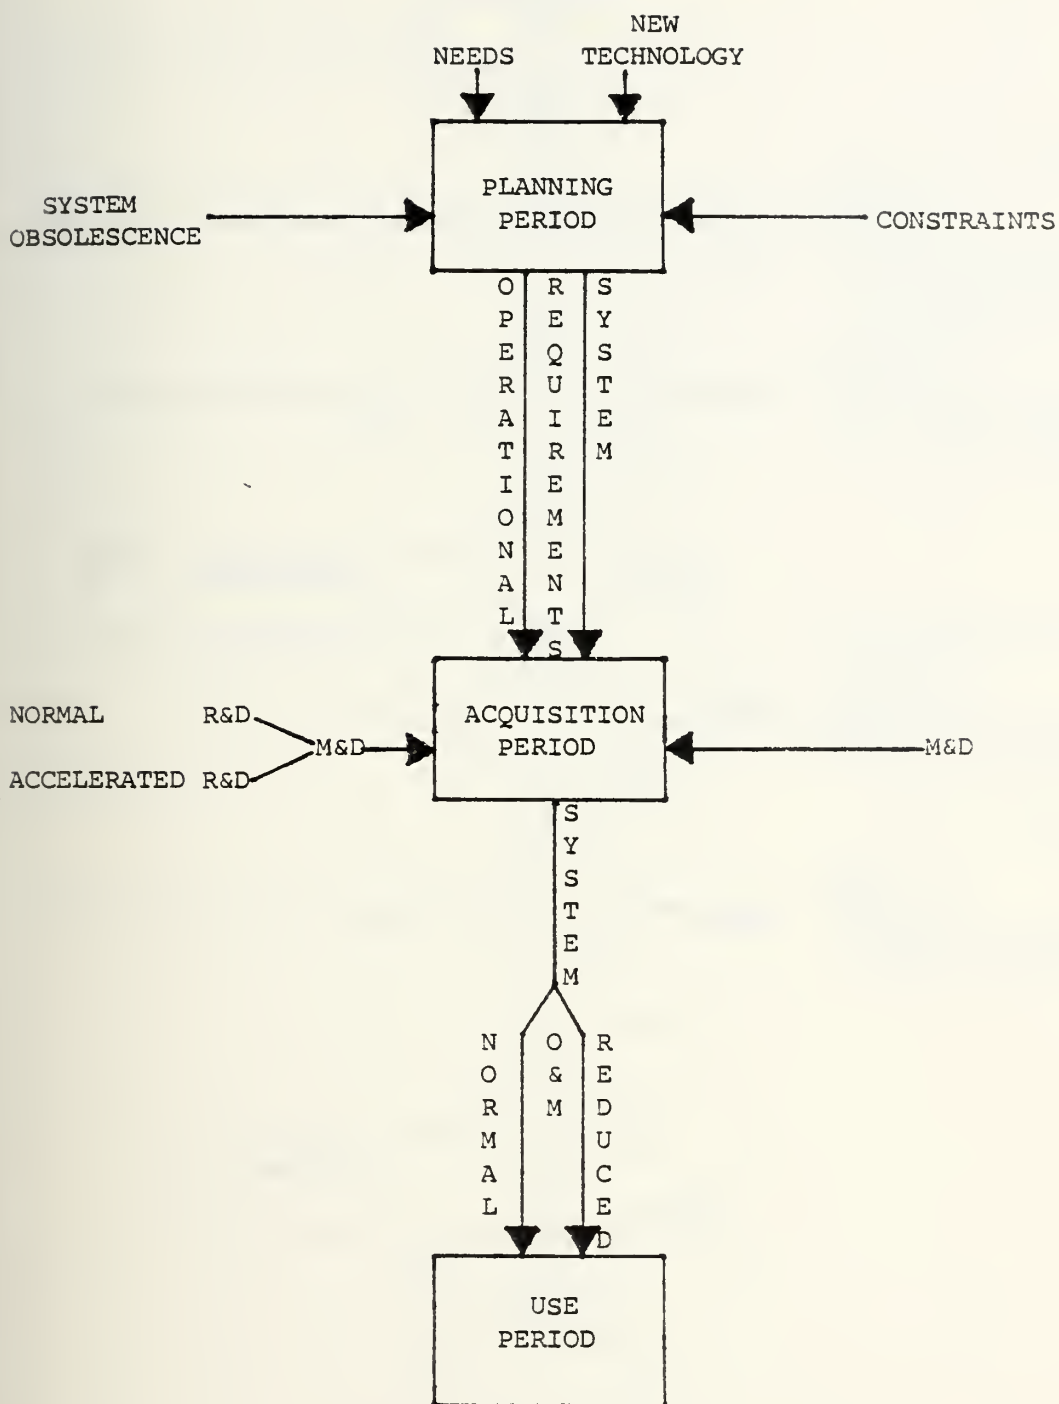 NEW
NEEDS TECHNOLOGY
PLANNING
PERIOD
SYSTEM
OBSOLESCENCE
CONSTRAINTS
OPERATIONAL
REQUIREMENTS
SYSTEM
NORMAL R&D
ACCELERATED R&D
M&D
ACQUISITION
PERIOD
M&D
SYSTEM
NORMAL
O&M
REDUCED
USE
PERIOD